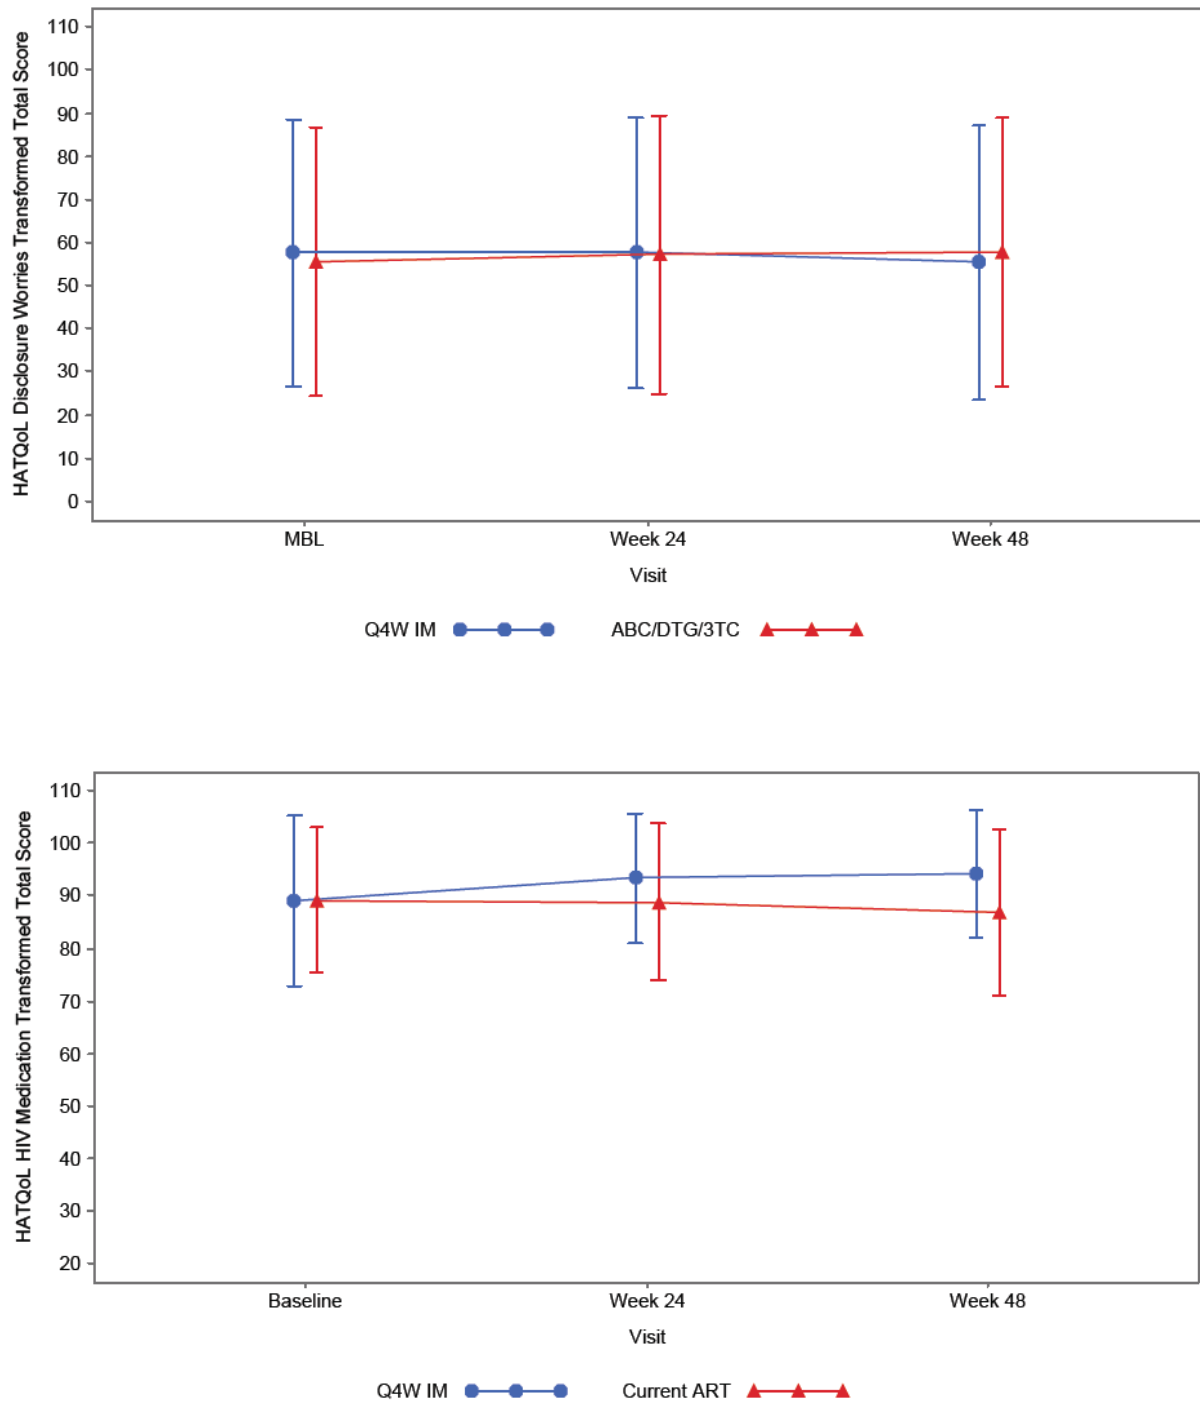 HATQoL Disclosure Worries Transformed Total Score
110
100
90
80
70
60
50
40
30
20
10
0
MBL Week 24 Week 48
Visit
Q4W IM ABC/DTG/3TC
HATQoL HIV Medication Transformed Total Score
110
100
90
80
70
60
50
40
30
20
Baseline Week 24 Week 48
Visit
Q4W IM Current ART